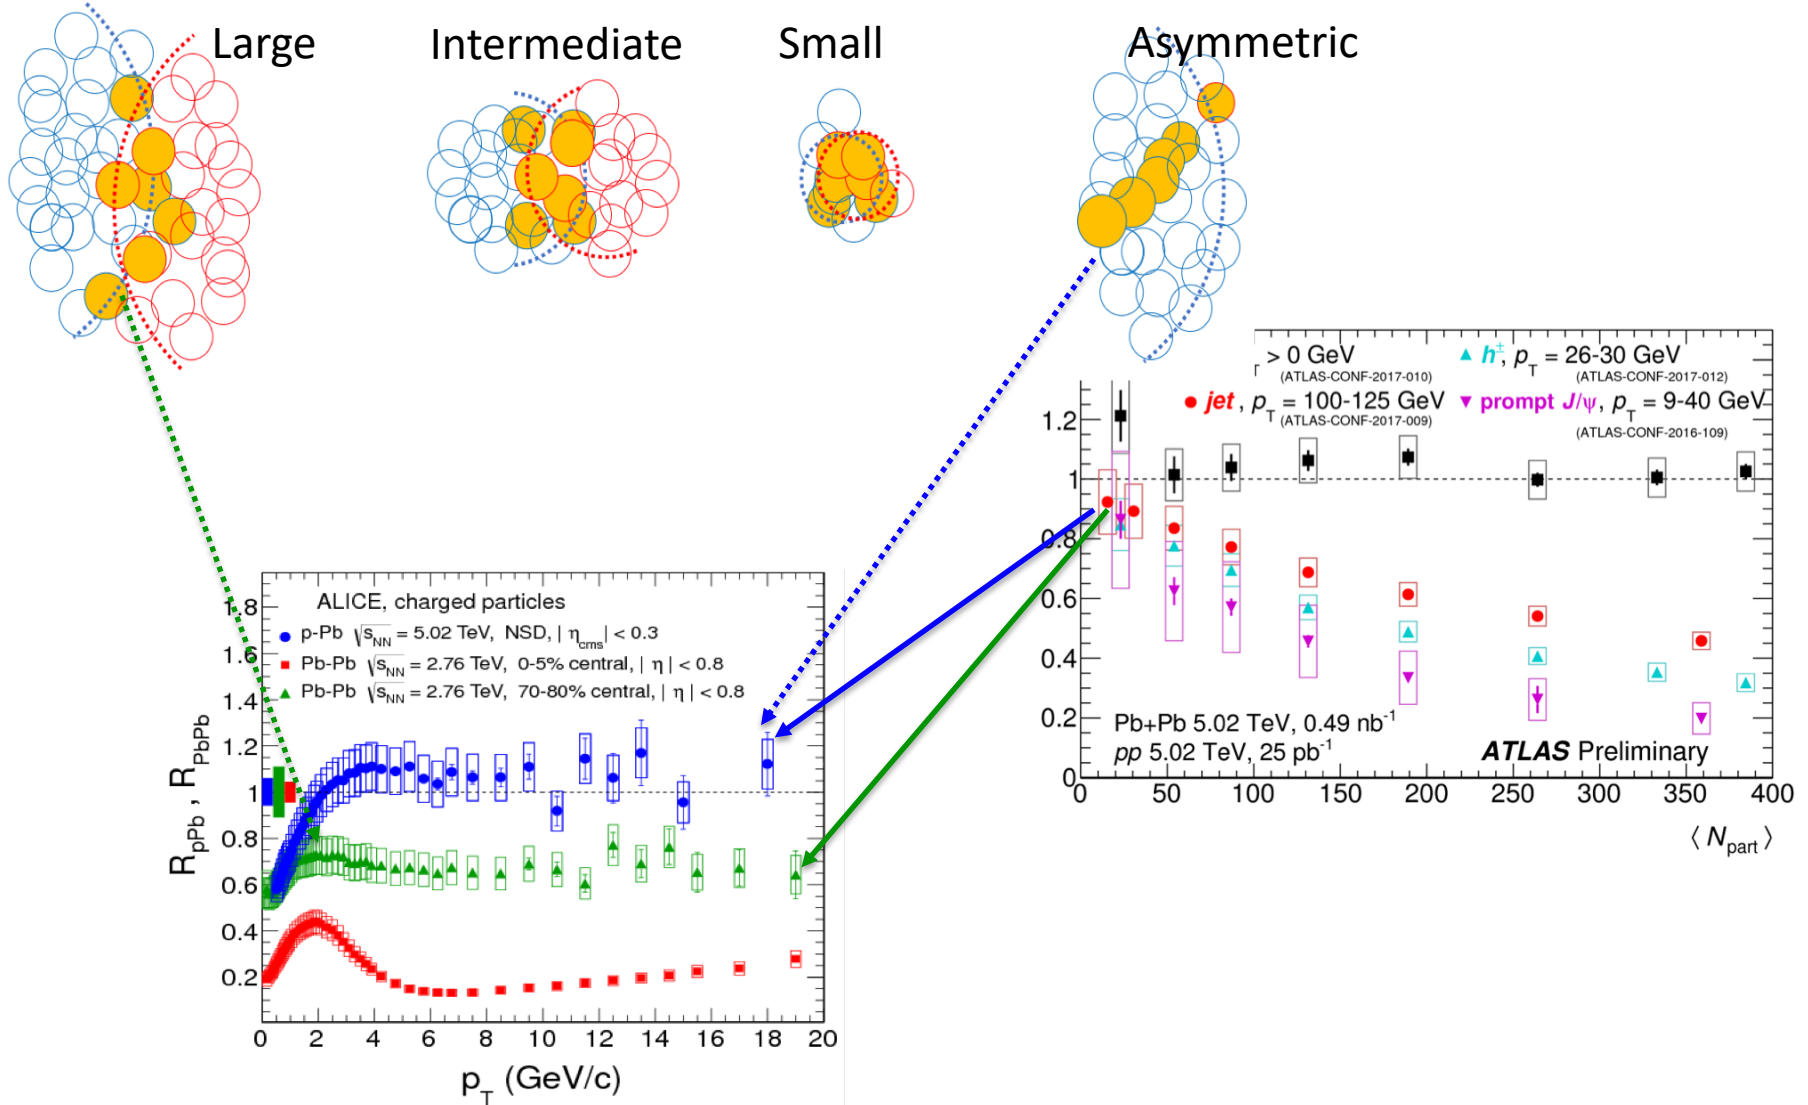 Large
Intermediate
Small
Asymmetric
> 0 GeV
(ATLAS-CONF-2017-010)
h±, pT = 26-30 GeV
(ATLAS-CONF-2017-012)
jet , pT = 100-125 GeV
(ATLAS-CONF-2017-009)
prompt J/ψ, pT = 9-40 GeV
(ATLAS-CONF-2016-109)
1.2
1
0.8
0.6
0.4
0.2
0
Pb+Pb 5.02 TeV, 0.49 nb-1
pp 5.02 TeV, 25 pb-1
ATLAS Preliminary
0 50 100 150 200 250 300 350 400
⟨ Npart ⟩
ALICE, charged particles
p-Pb √sNN = 5.02 TeV, NSD, | ηcms | < 0.3
Pb-Pb √sNN = 2.76 TeV, 0-5% central, | η | < 0.8
Pb-Pb √sNN = 2.76 TeV, 70-80% central, | η | < 0.8
RpPb , RPbPb
1.8
1.6
1.4
1.2
1
0.8
0.6
0.4
0.2
0 2 4 6 8 10 12 14 16 18 20
pT (GeV/c)